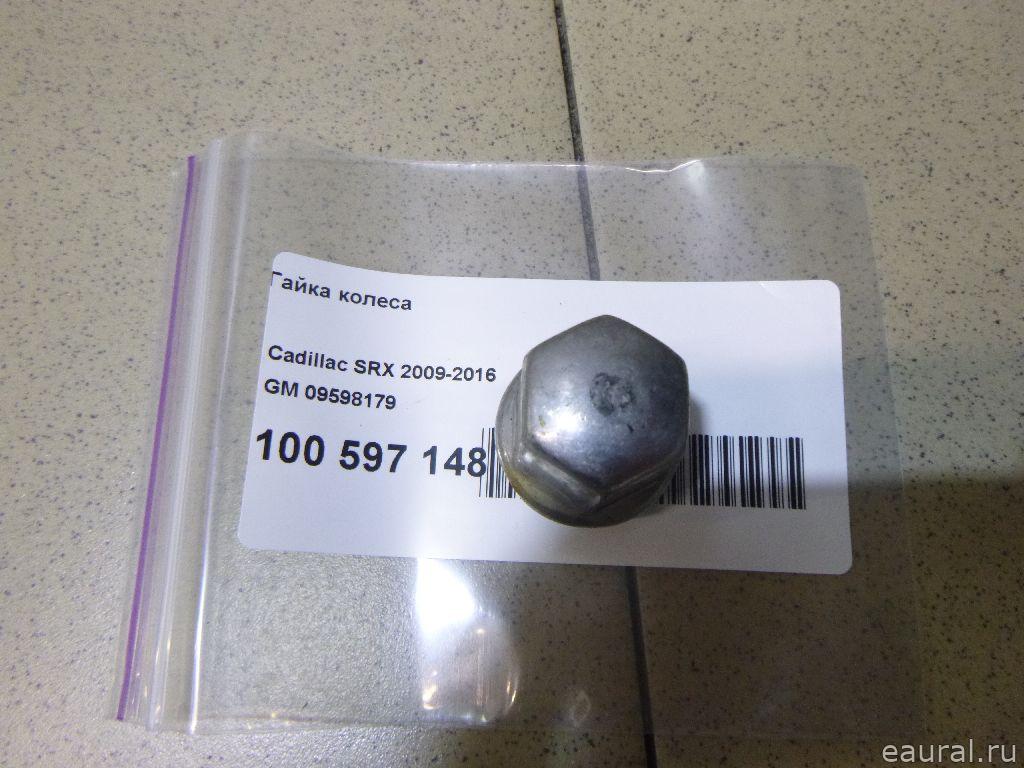 Гайка колеса
Cadillac SRX 2009-2016
GM 09598179
100 597 148
eaural.ru